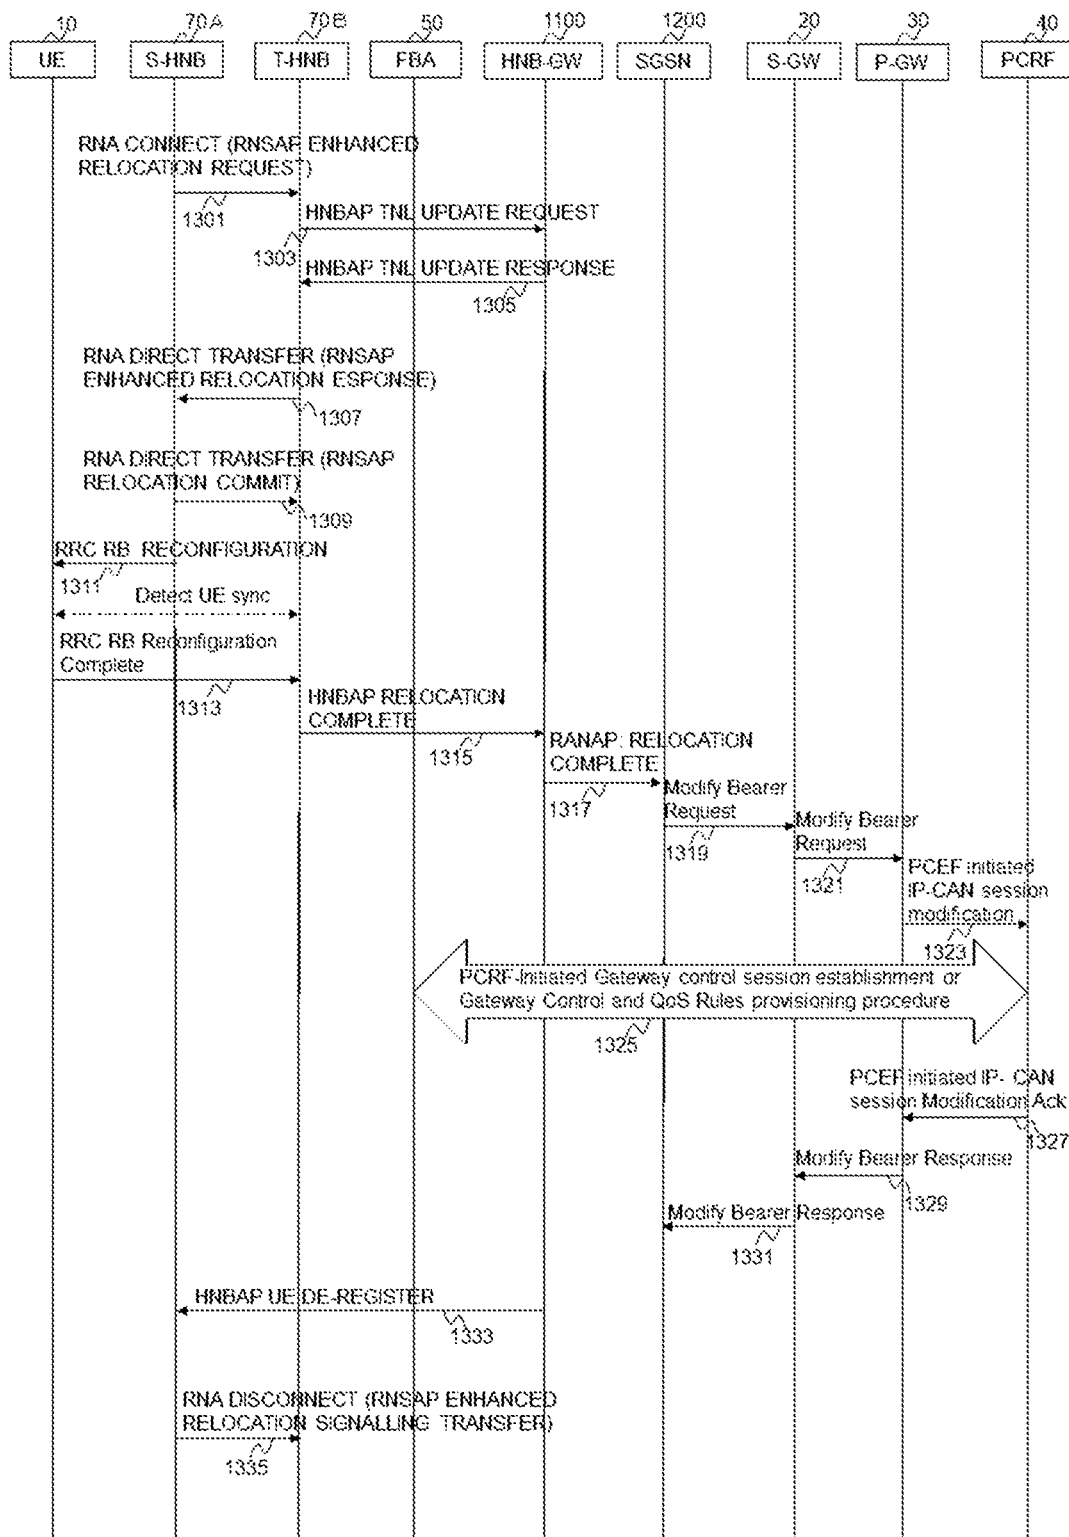 10 70A 70B 50 1100 1200 20 30 40
UE S-HNB T-HNB FBA HNB-GW SGSN S-GW P-GW PCRF
RNA CONNECT (RNSAP ENHANCED
RELOCATION REQUEST)
1301
HNBAP TNL UPDATE REQUEST
1303
HNBAP TNL UPDATE RESPONSE
1305
RNA DIRECT TRANSFER (RNSAP
ENHANCED RELOCATION ESPONSE)
1307
RNA DIRECT TRANSFER (RNSAP
RELOCATION COMMIT)
1309
RRC RB RECONFIGURATION
1311
Detect UE sync
RRC RB Reconfiguration
Complete
1313
HNBAP RELOCATION
COMPLETE
1315
RANAP: RELOCATION
COMPLETE
1317
Modify Bearer
Request
1319
Modify Bearer
Request
1321
PCEF initiated
IP-CAN session
modification
1323
PCRF-Initiated Gateway control session establishment or
Gateway Control and QoS Rules provisioning procedure
1325
PCEF initiated IP- CAN
session Modification Ack
1327
Modify Bearer Response
1329
Modify Bearer Response
1331
HNBAP UE DE-REGISTER
1333
RNA DISCONNECT (RNSAP ENHANCED
RELOCATION SIGNALLING TRANSFER)
1335